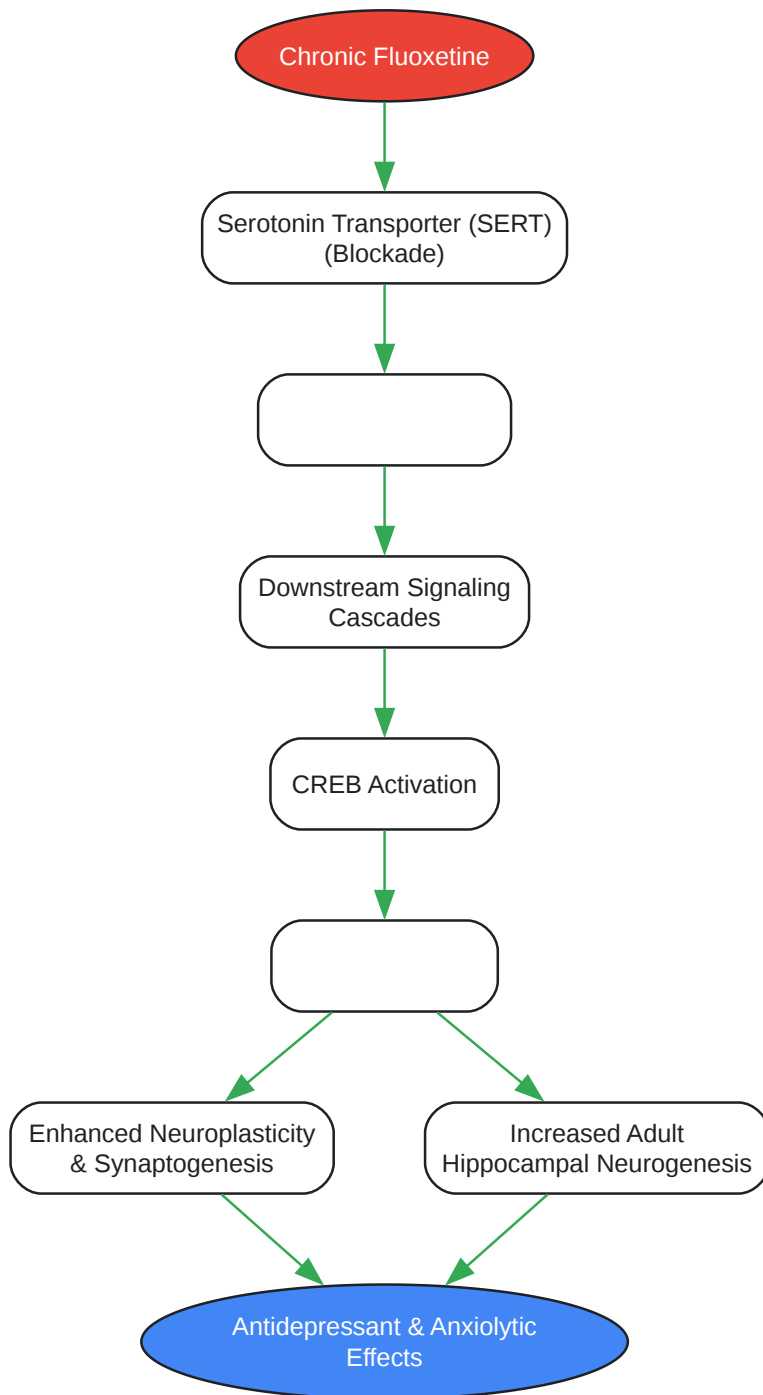 Chronic Fluoxetine
Serotonin Transporter (SERT)
(Blockade)
Downstream Signaling
Cascades
CREB Activation
Enhanced Neuroplasticity
& Synaptogenesis
Increased Adult
Hippocampal Neurogenesis
Antidepressant & Anxiolytic
Effects